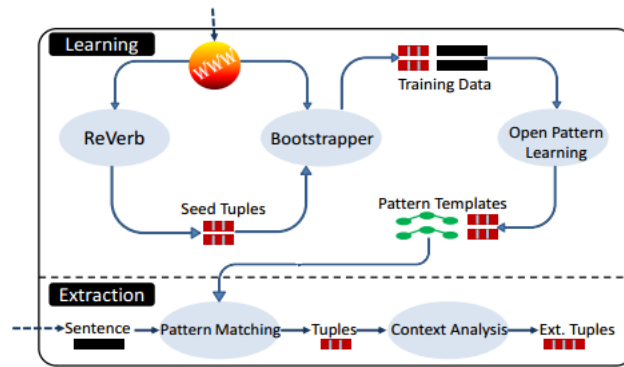 Learning
WWW
Training Data
ReVerb
Bootstrapper
Open Pattern
Learning
Seed Tuples
Pattern Templates
Extraction
Sentence
Pattern Matching
Tuples
Context Analysis
Ext. Tuples